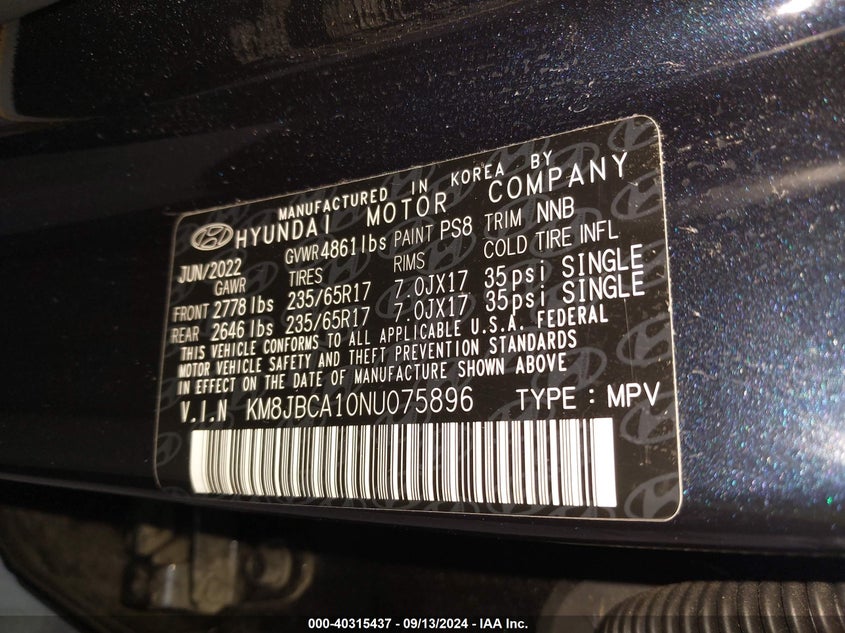 MANUFACTURED IN KOREA BY
HYUNDAI MOTOR COMPANY
JUN/2022 GVWR 4861 lbs PAINT PS8 TRIM NNB
GAWR TIRES RIMS COLD TIRE INFL
FRONT 2778 lbs 235/65R17 7.0JX17 35psi SINGLE
REAR 2646 lbs 235/65R17 7.0JX17 35psi SINGLE
THIS VEHICLE CONFORMS TO ALL APPLICABLE U.S.A. FEDERAL
MOTOR VEHICLE SAFETY AND THEFT PREVENTION STANDARDS
IN EFFECT ON THE DATE OF MANUFACTURE SHOWN ABOVE
V.I.N KM8JBCA10NU075896 TYPE : MPV
000-40315437 - 09/13/2024 - IAA Inc.